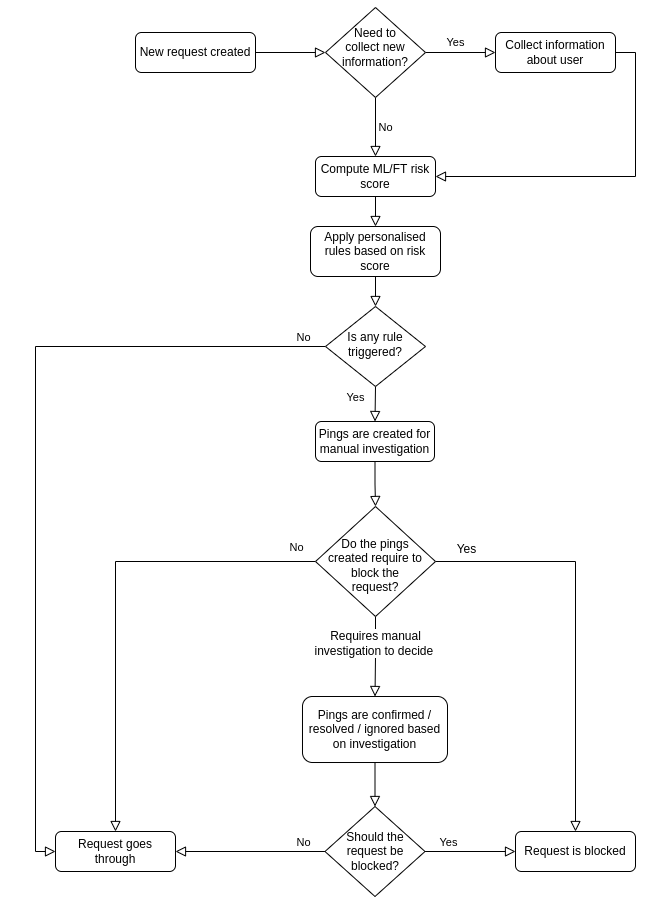 New request created
Need to
collect new
information?
Yes
Collect information
about user
No
Compute ML/FT risk
score
Apply personalised
rules based on risk
score
Is any rule
triggered?
No
Yes
Pings are created for
manual investigation
Do the pings
created require to
block the
request?
No
Yes
Requires manual
investigation to decide
Pings are confirmed /
resolved / ignored based
on investigation
Should the
request be
blocked?
No
Yes
Request goes
through
Request is blocked